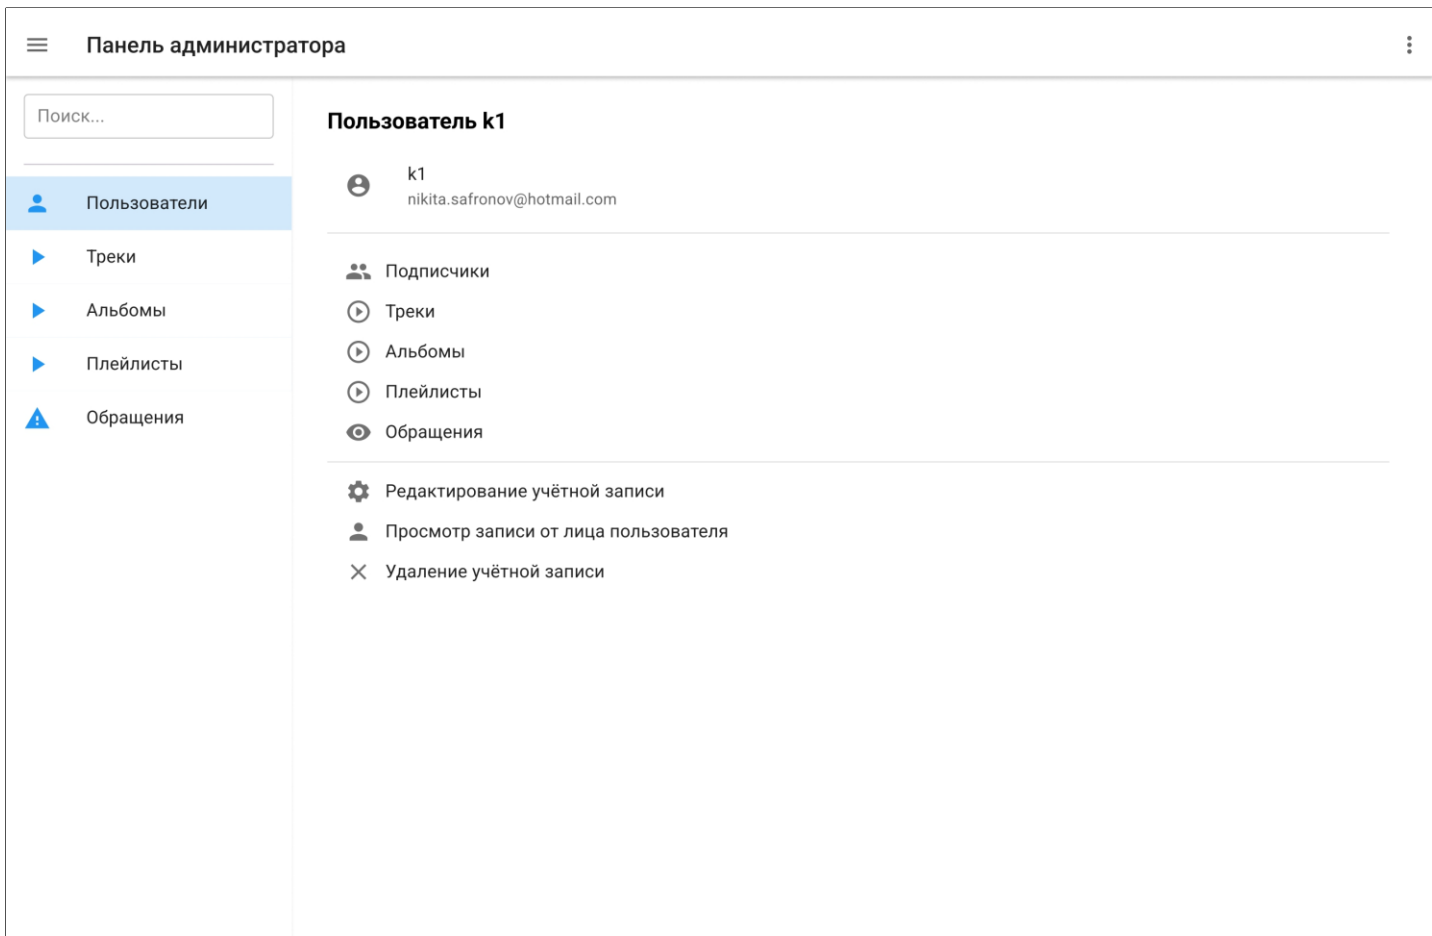 Панель администратора
Поиск...
Пользователи
Треки
Альбомы
Плейлисты
Обращения
Пользователь k1
k1
nikita.safronov@hotmail.com
Подписчики
Треки
Альбомы
Плейлисты
Обращения
Редактирование учётной записи
Просмотр записи от лица пользователя
Удаление учётной записи